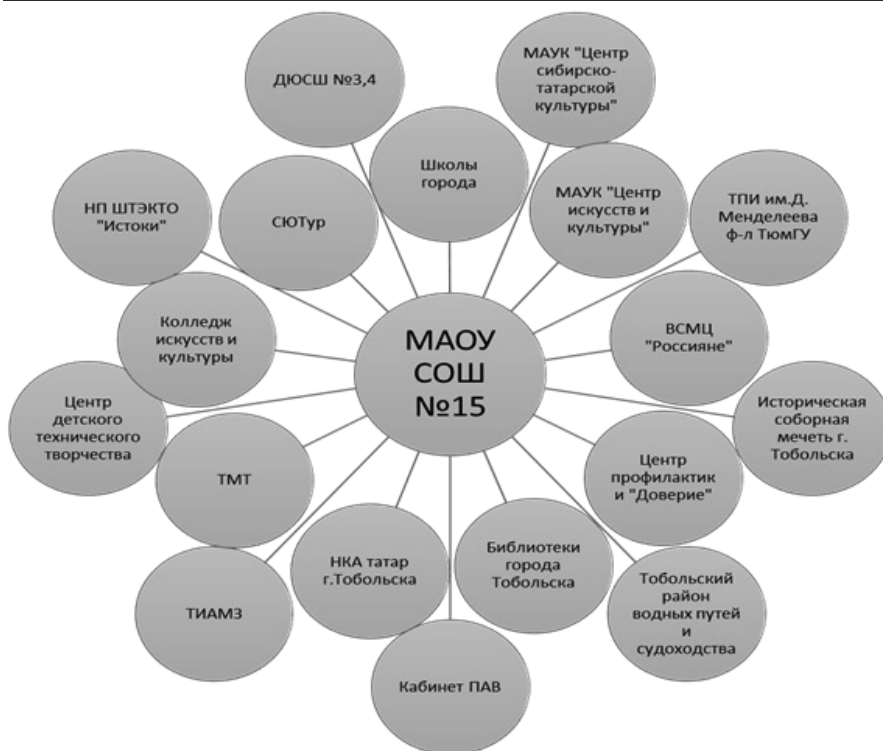 ДЮСШ №3,4
МАУК "Центр
сибирско-
татарской
культуры"
Школы
города
НП ШТЭКТО
"Истоки"
СЮТур
МАУК "Центр
искусств и
культуры"
ТПИ им.Д.
Менделеева
ф-л ТюмГУ
Колледж
искусств и
культуры
МАОУ
СОШ
№15
ВСМЦ
"Россияне"
Центр
детского
технического
творчества
Историческая
соборная
мечеть г.
Тобольска
ТМТ
Центр
профилактик
и "Доверие"
НКА татар
г.Тобольска
Библиотеки
города
Тобольска
ТИАМЗ
Тобольский
район
водных путей
и
судоходства
Кабинет ПАВ